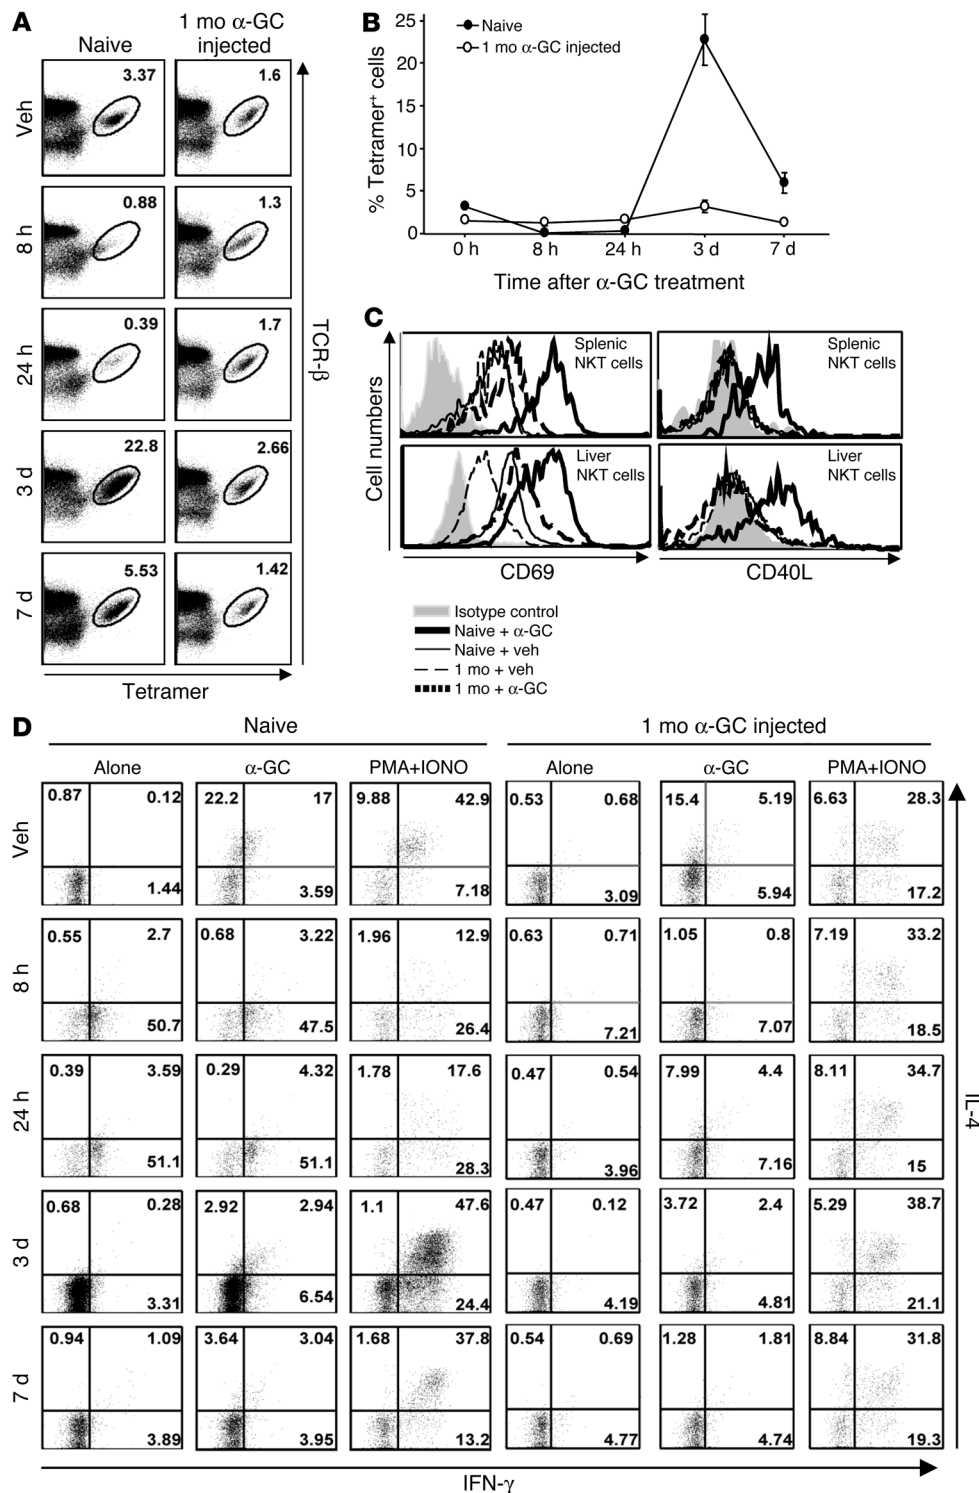 A
Naive
1 mo α-GC
injected
Veh
3.37
1.6
8 h
0.88
1.3
24 h
0.39
1.7
3 d
22.8
2.66
7 d
5.53
1.42
TCR-β
Tetramer
B
% Tetramer⁺ cells
25
20
15
10
5
0
Naive
1 mo α-GC injected
0 h 8 h 24 h 3 d 7 d
Time after α-GC treatment
C
Cell numbers
Splenic
NKT cells
Splenic
NKT cells
Liver
NKT cells
Liver
NKT cells
CD69
CD40L
Isotype control
Naive + α-GC
Naive + veh
1 mo + veh
1 mo + α-GC
D
Naive
1 mo α-GC injected
Alone α-GC PMA+IONO Alone α-GC PMA+IONO
Veh
0.87 0.12 22.2 17 9.88 42.9 0.53 0.68 15.4 5.19 6.63 28.3
1.44 3.59 7.18 3.09 5.94 17.2
8 h
0.55 2.7 0.68 3.22 1.96 12.9 0.63 0.71 1.05 0.8 7.19 33.2
50.7 47.5 26.4 7.21 7.07 18.5
24 h
0.39 3.59 0.29 4.32 1.78 17.6 0.47 0.54 7.99 4.4 8.11 34.7
51.1 51.1 28.3 3.96 7.16 15
3 d
0.68 0.28 2.92 2.94 1.1 47.6 0.47 0.12 3.72 2.4 5.29 38.7
3.31 6.54 24.4 4.19 4.81 21.1
7 d
0.94 1.09 3.64 3.04 1.68 37.8 0.54 0.69 1.28 1.81 8.84 31.8
3.89 3.95 13.2 4.77 4.74 19.3
IL-4
IFN-γ